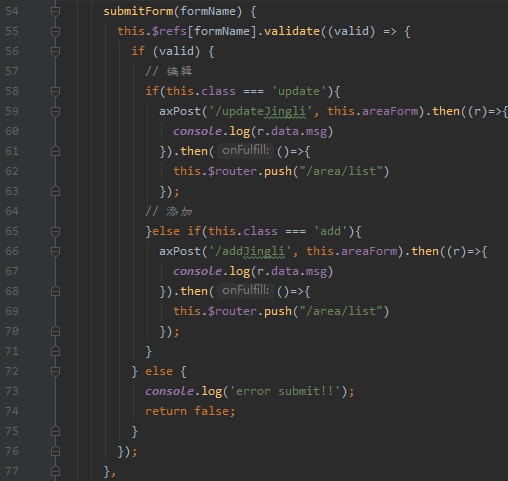 54 submitForm(formName) {
55 this.$refs[formName].validate((valid) => {
56 if (valid) {
57 // 编辑
58 if(this.class === 'update'){
59 axPost('/updateJingli', this.areaForm).then((r)=>{
60 console.log(r.data.msg)
61 }).then( onFulfill: ()=>{
62 this.$router.push("/area/list")
63 });
64 // 添加
65 }else if(this.class === 'add'){
66 axPost('/addJingli', this.areaForm).then((r)=>{
67 console.log(r.data.msg)
68 }).then( onFulfill: ()=>{
69 this.$router.push("/area/list")
70 });
71 }
72 } else {
73 console.log('error submit!!');
74 return false;
75 }
76 });
77 },